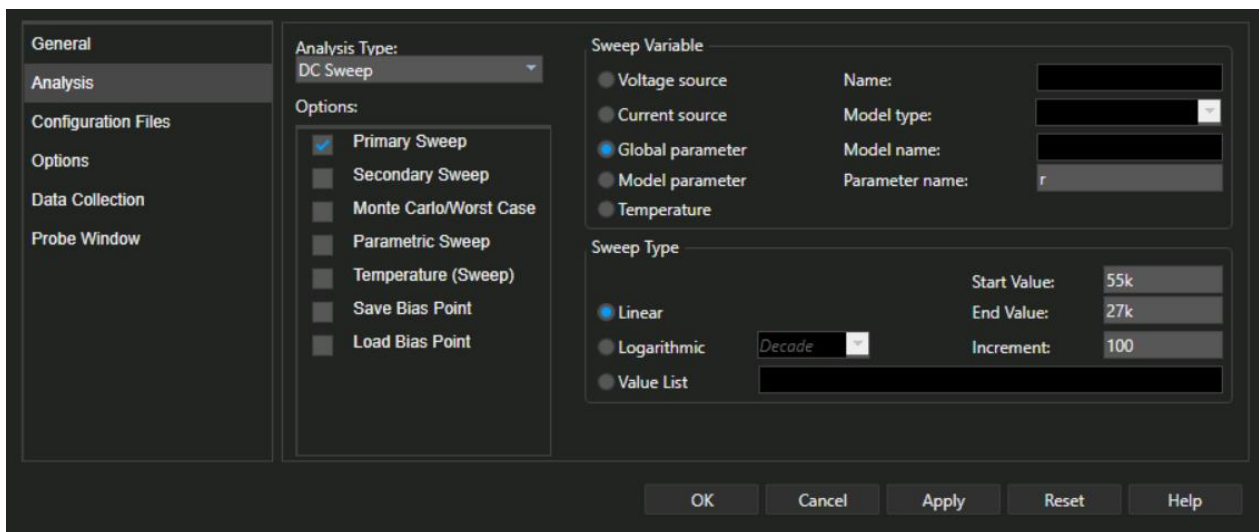 General
Analysis
Configuration Files
Options
Data Collection
Probe Window
Analysis Type:
DC Sweep
Options:
Primary Sweep
Secondary Sweep
Monte Carlo/Worst Case
Parametric Sweep
Temperature (Sweep)
Save Bias Point
Load Bias Point
Sweep Variable
Voltage source Name:
Current source Model type:
Global parameter Model name:
Model parameter Parameter name: r
Temperature
Sweep Type
Start Value: 55k
Linear End Value: 27k
Logarithmic Decade Increment: 100
Value List
OK Cancel Apply Reset Help